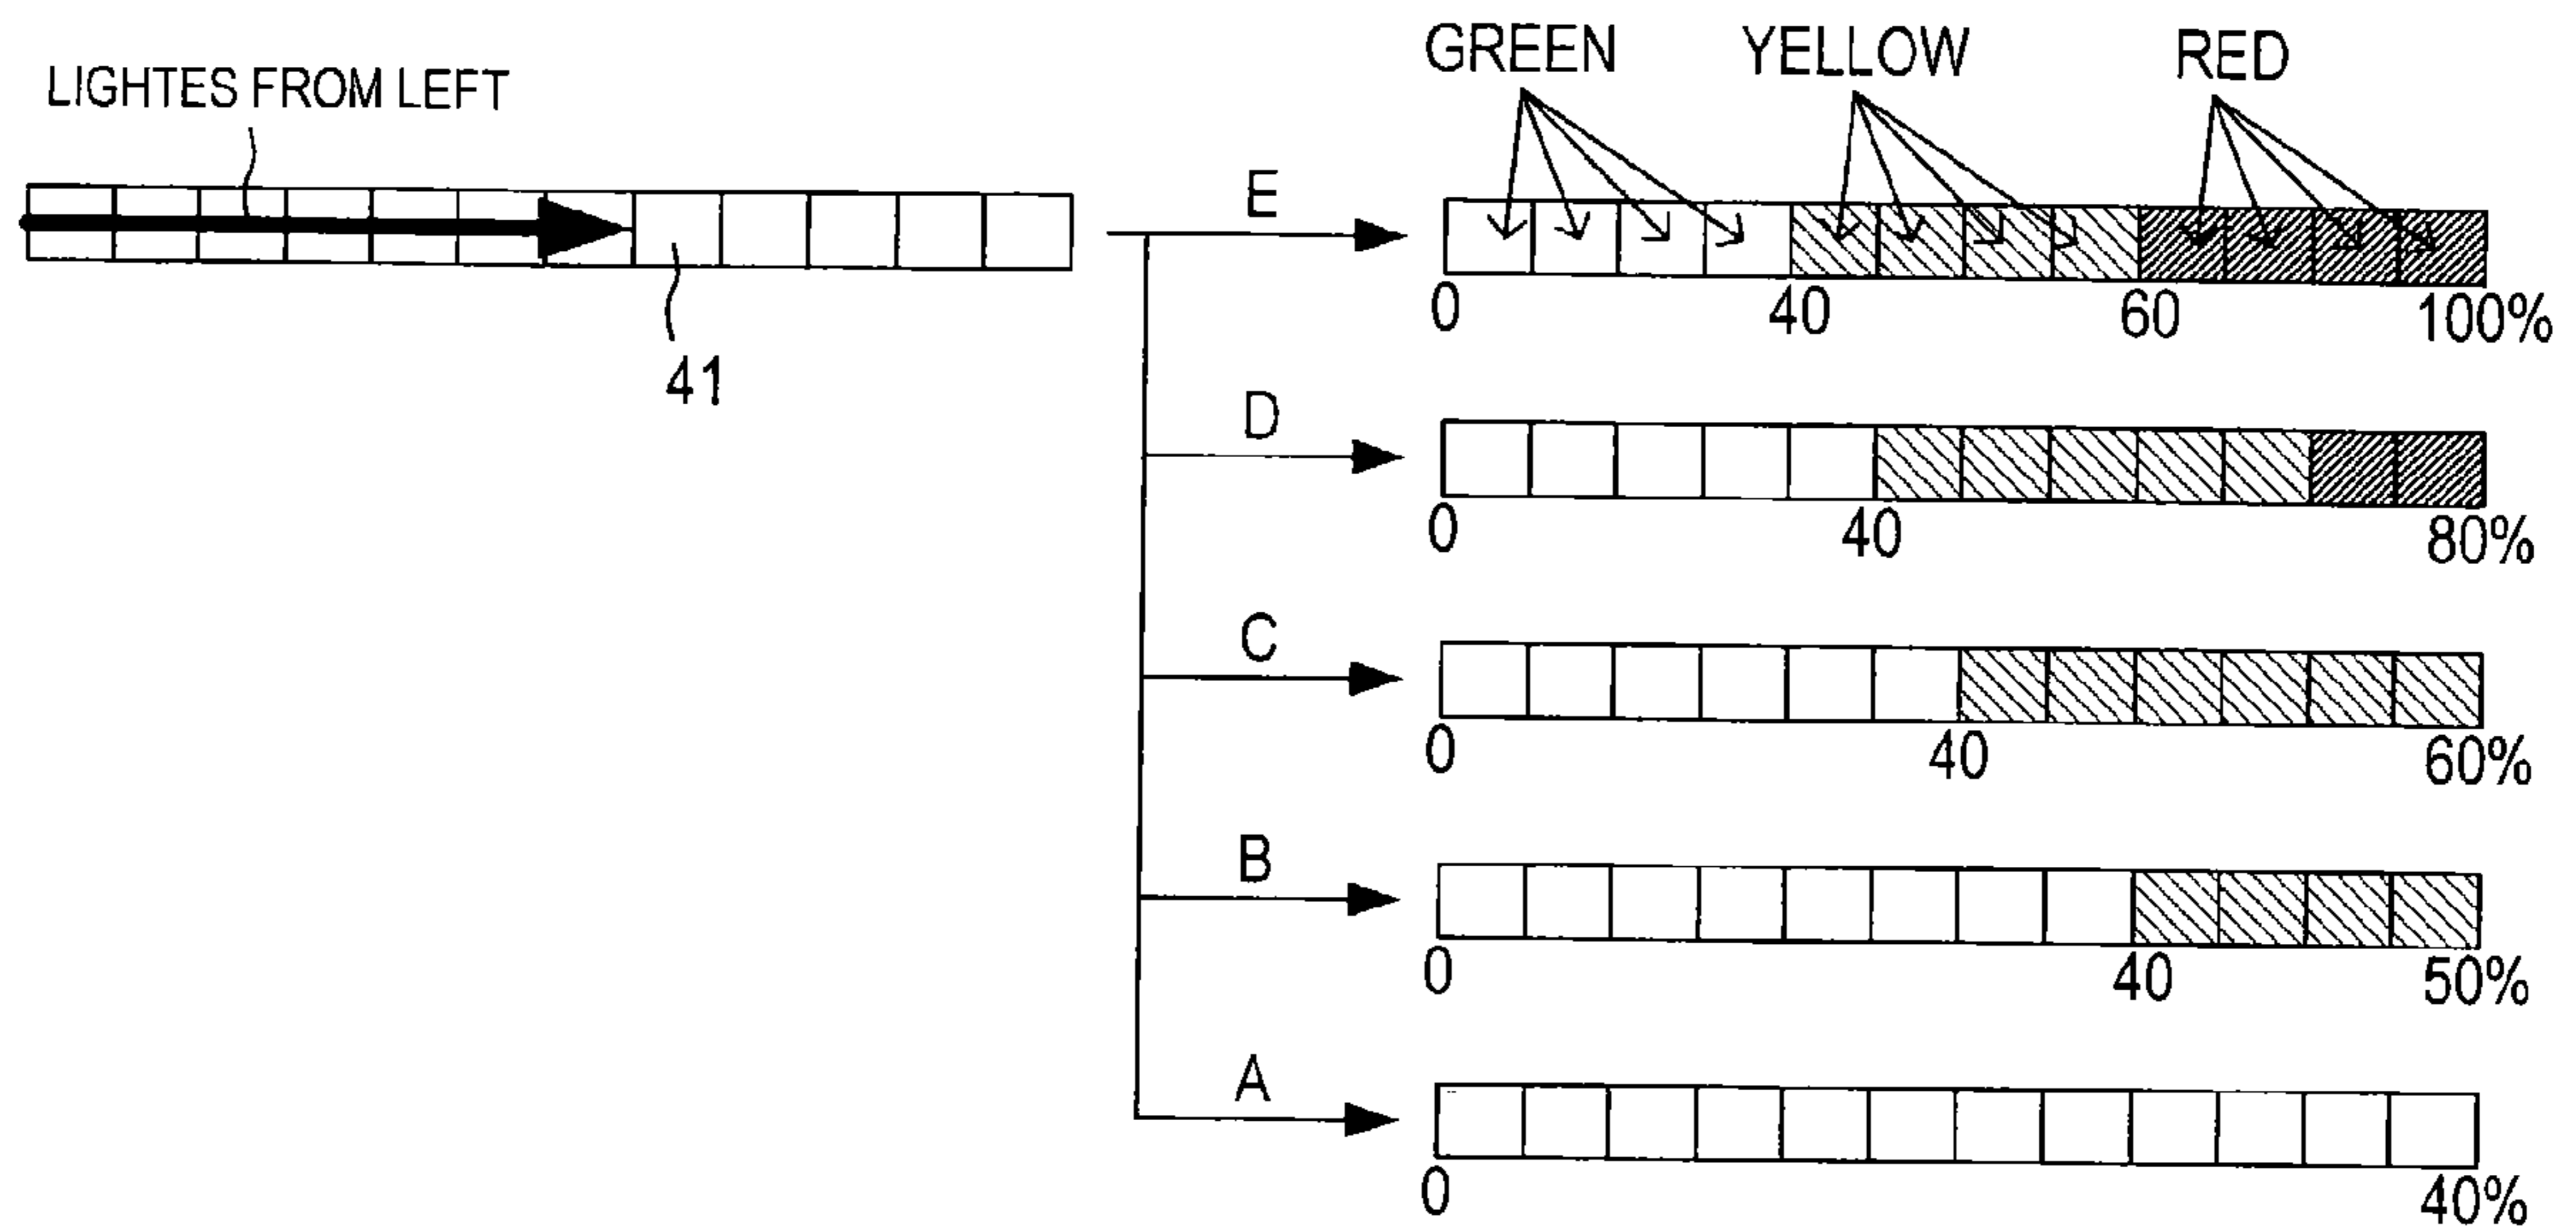 GREEN YELLOW RED
LIGHTES FROM LEFT
E
0 40 60 100%
41
D
0 40 80%
C
0 40 60%
B
0 40 50%
A
0 40%